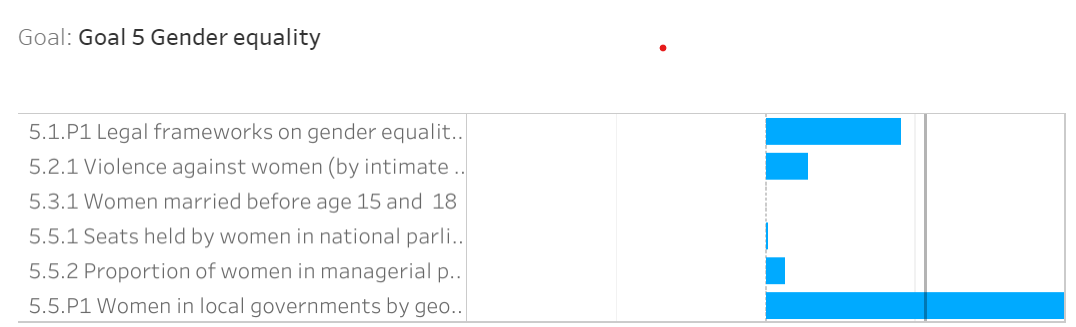 Goal: Goal 5 Gender equality
5.1.P1 Legal frameworks on gender equalit..
5.2.1 Violence against women (by intimate ..
5.3.1 Women married before age 15 and  18
5.5.1 Seats held by women in national parli..
5.5.2 Proportion of women in managerial p..
5.5.P1 Women in local governments by geo..